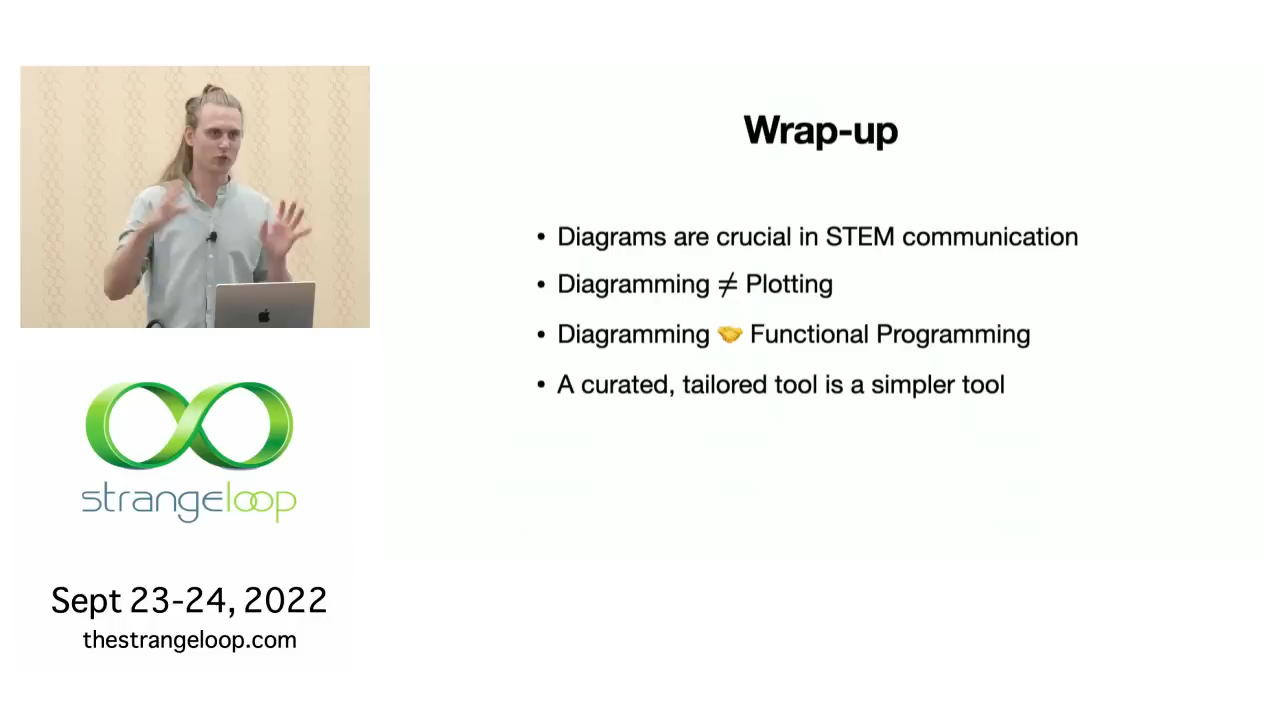 Wrap-up
• Diagrams are crucial in STEM communication
• Diagramming ≠ Plotting
• Diagramming 🤝 Functional Programming
• A curated, tailored tool is a simpler tool
strangeloop
Sept 23-24, 2022
thestrangeloop.com